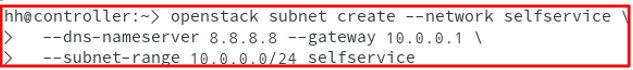 hh@controller:~> openstack subnet create --network selfservice \
>   --dns-nameserver 8.8.8.8 --gateway 10.0.0.1 \
>   --subnet-range 10.0.0.0/24 selfservice